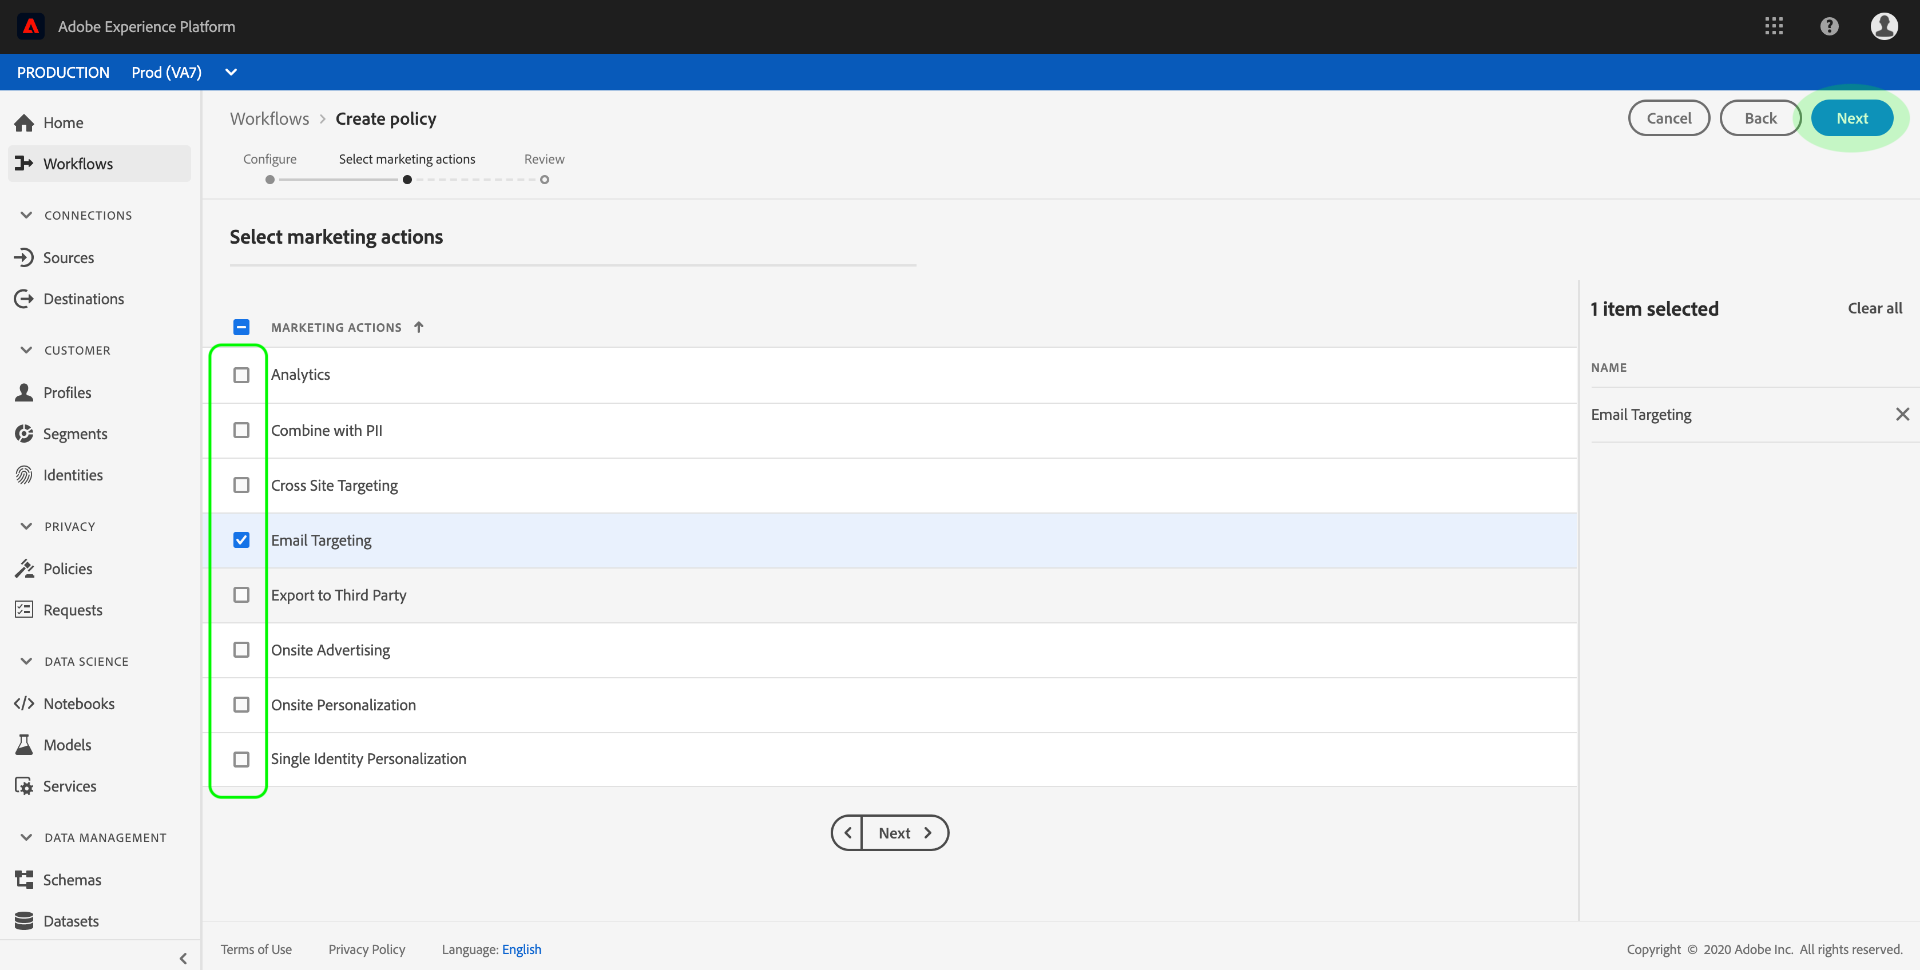 Adobe Experience Platform
PRODUCTION Prod (VA7)
Home
Workflows
CONNECTIONS
Sources
Destinations
CUSTOMER
Profiles
Segments
Identities
PRIVACY
Policies
Requests
DATA SCIENCE
Notebooks
Models
Services
DATA MANAGEMENT
Schemas
Datasets
Workflows > Create policy
Cancel Back Next
Configure Select marketing actions Review
Select marketing actions
MARKETING ACTIONS
Analytics
Combine with PII
Cross Site Targeting
Email Targeting
Export to Third Party
Onsite Advertising
Onsite Personalization
Single Identity Personalization
Next
1 item selected Clear all
NAME
Email Targeting
Terms of Use Privacy Policy Language: English
Copyright © 2020 Adobe Inc. All rights reserved.